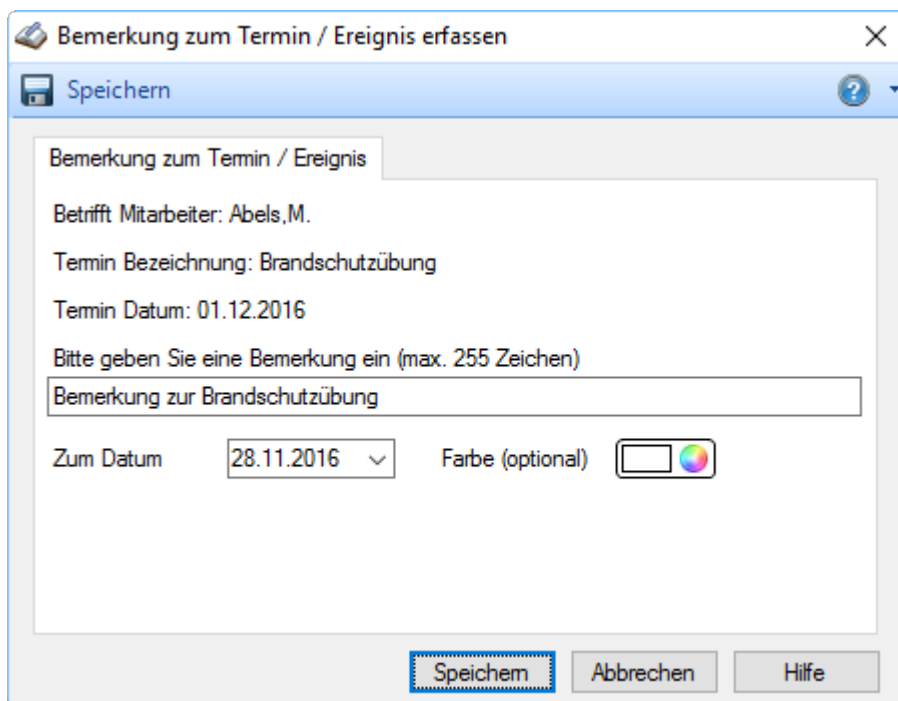 Bemerkung zum Termin / Ereignis erfassen
Speichern
Bemerkung zum Termin / Ereignis
Betrifft Mitarbeiter: Abels,M.
Termin Bezeichnung: Brandschutzübung
Termin Datum: 01.12.2016
Bitte geben Sie eine Bemerkung ein (max. 255 Zeichen)
Bemerkung zur Brandschutzübung
Zum Datum 28.11.2016 Farbe (optional)
Speichern Abbrechen Hilfe